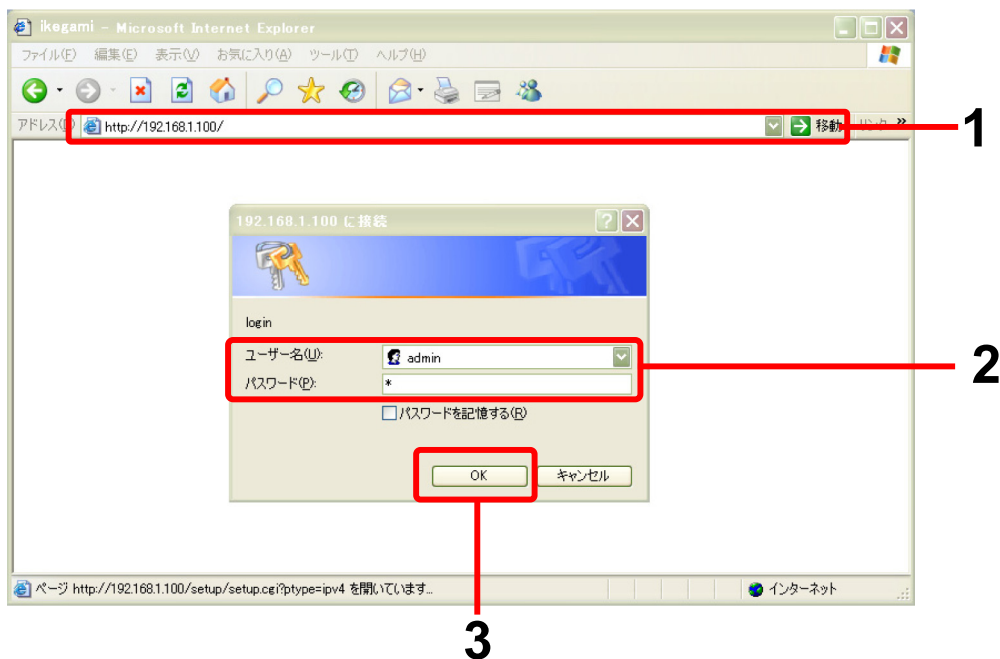 ikegami - Microsoft Internet Explorer
ファイル(F) 編集(E) 表示(V) お気に入り(A) ツール(T) ヘルプ(H)
アドレス(D) http://192.168.1.100/ 移動 リンク »
1
192.168.1.100 に接続
login
ユーザー名(U): admin
パスワード(P): *
2
パスワードを記憶する(R)
OK キャンセル
ページ http://192.168.1.100/setup/setup.cgi?ptype=ipv4 を開いています... インターネット
3